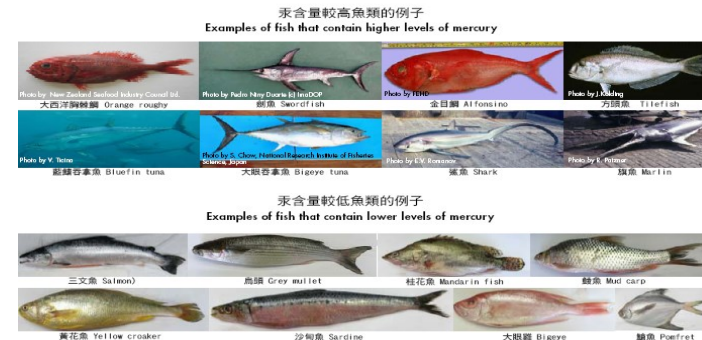 汞含量較高魚類的例子
Examples of fish that contain higher levels of mercury
Photo by New Zealand Seafood Industry Council Ltd.
Photo by Pedro Niny Duarte (c) ImaDOP
Photo by FEHD
Photo by J.Kolding
大西洋胸棘鯛 Orange roughy
劍魚 Swordfish
金目鯛 Alfonsino
方頭魚 Tilefish
Photo by V. Ticina
Photo by S. Chow, National Research Institute of Fisheries
Science, Japan
Photo by E.V. Romanov
Photo by R. Patzner
藍鰭吞拿魚 Bluefin tuna
大眼吞拿魚 Bigeye tuna
鯊魚 Shark
旗魚 Marlin
汞含量較低魚類的例子
Examples of fish that contain lower levels of mercury
三文魚 Salmon)
烏頭 Grey mullet
桂花魚 Mandarin fish
鯪魚 Mud carp
黃花魚 Yellow croaker
沙甸魚 Sardine
大眼雞 Bigeye
鯧魚 Pomfret